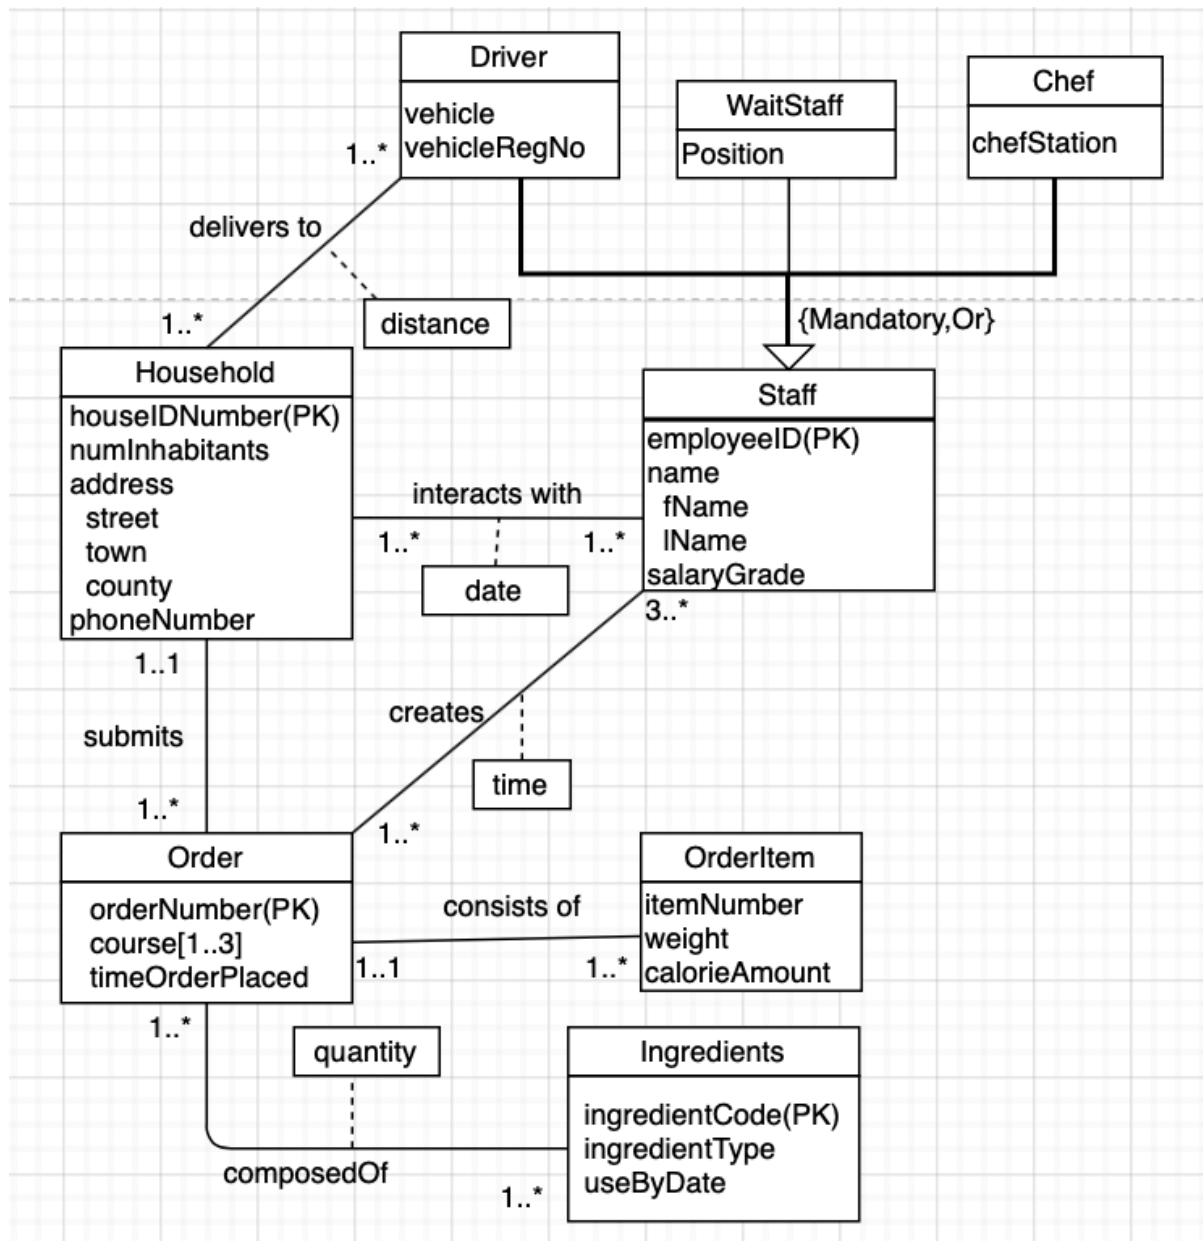 Driver
vehicle
vehicleRegNo
WaitStaff
Position
Chef
chefStation
1..*
delivers to
distance
1..*
{Mandatory,Or}
Household
houseIDNumber(PK)
numInhabitants
address
street
town
county
phoneNumber
Staff
employeeID(PK)
name
fName
lName
salaryGrade
interacts with
1..*
1..*
date
3..*
1..1
submits
1..*
creates
time
1..*
Order
orderNumber(PK)
course[1..3]
timeOrderPlaced
consists of
1..1
1..*
OrderItem
itemNumber
weight
calorieAmount
1..*
quantity
composedOf
1..*
Ingredients
ingredientCode(PK)
ingredientType
useByDate